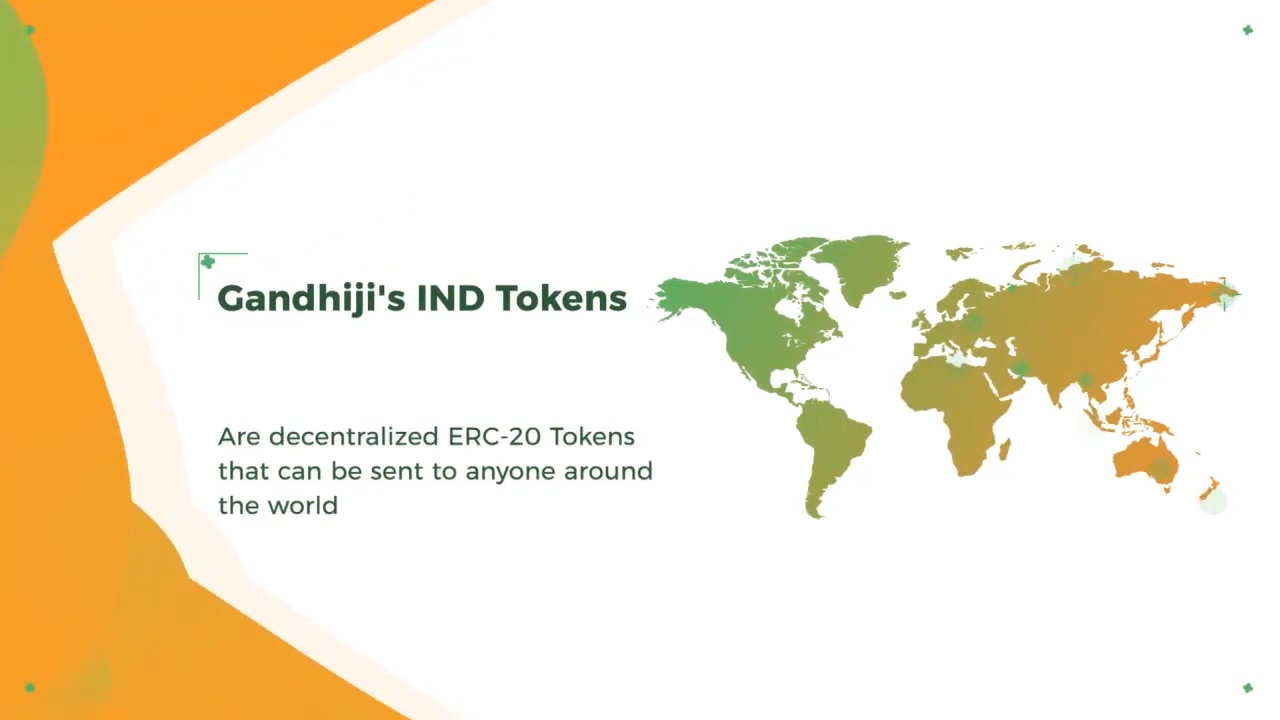 Gandhiji's IND Tokens
Are decentralized ERC-20 Tokens
that can be sent to anyone around
the world